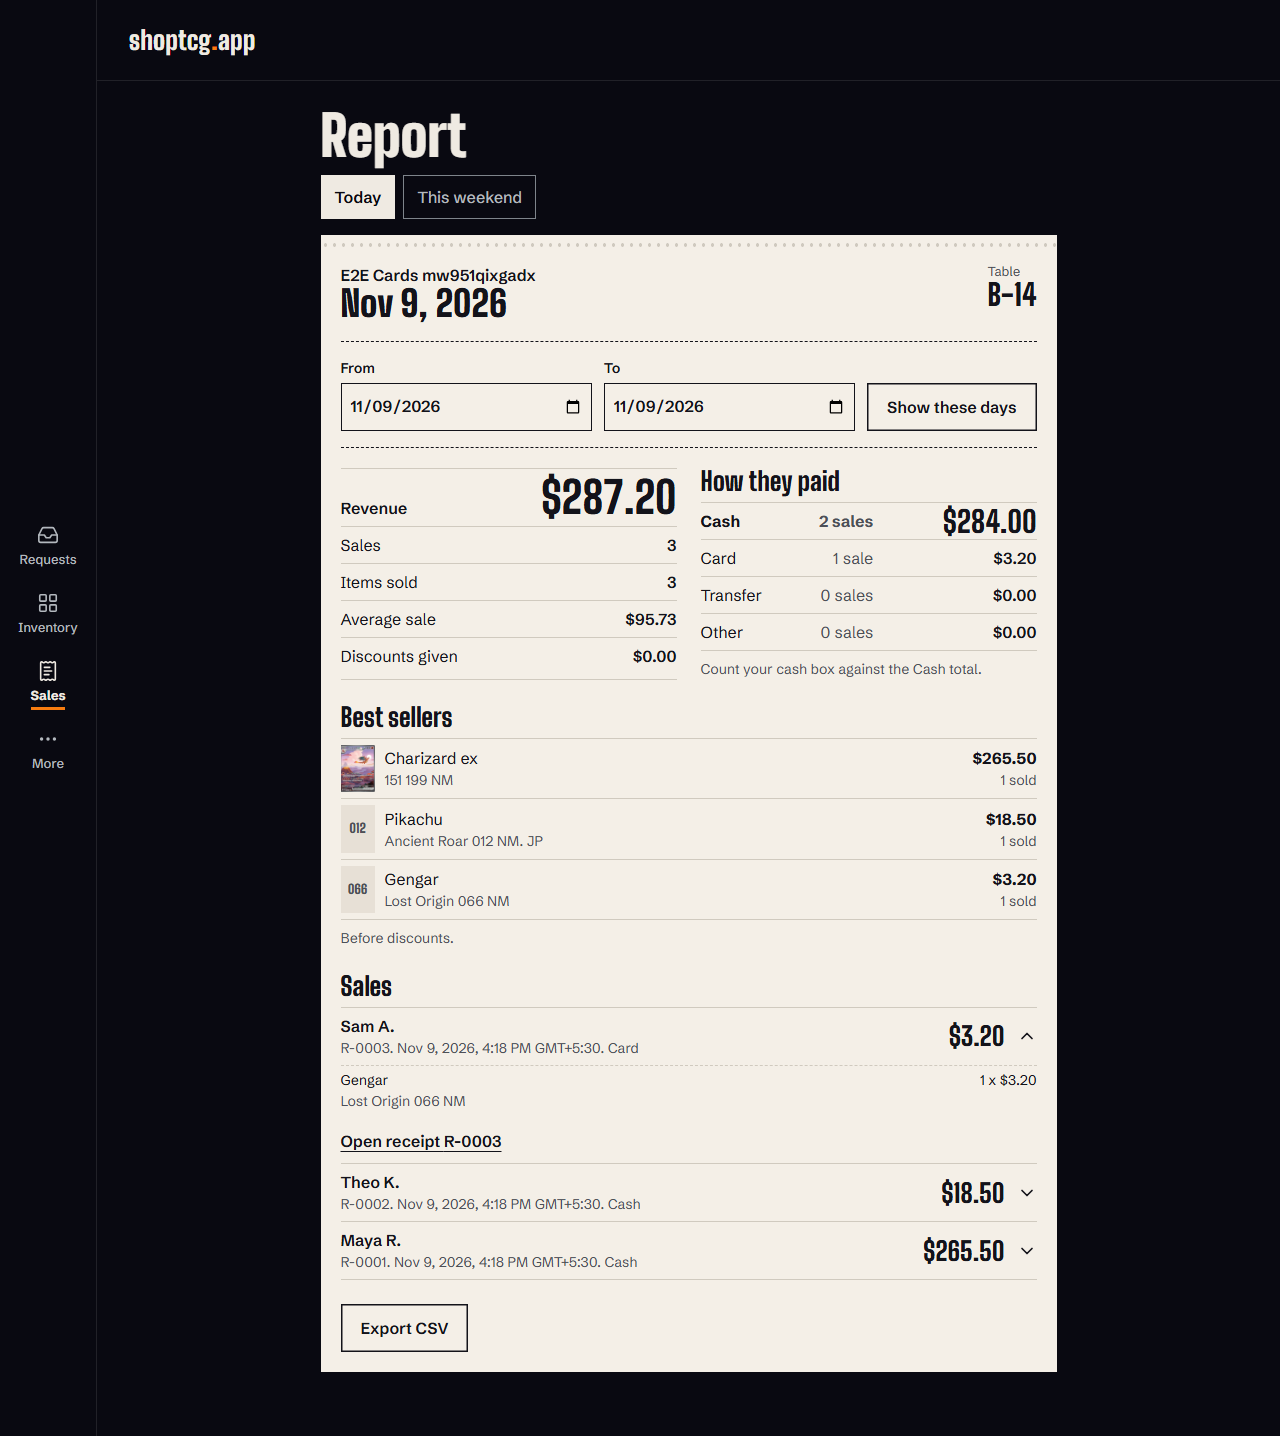 shoptcg.app
Requests
Inventory
Sales
More
Report
Today
This weekend
E2E Cards mw951qixgadx
Nov 9, 2026
Table
B-14
From
11/09/2026
To
11/09/2026
Show these days
Revenue $287.20
Sales 3
Items sold 3
Average sale $95.73
Discounts given $0.00
How they paid
Cash 2 sales $284.00
Card 1 sale $3.20
Transfer 0 sales $0.00
Other 0 sales $0.00
Count your cash box against the Cash total.
Best sellers
Charizard ex $265.50
151 199 NM 1 sold
012
Pikachu $18.50
Ancient Roar 012 NM. JP 1 sold
066
Gengar $3.20
Lost Origin 066 NM 1 sold
Before discounts.
Sales
Sam A. $3.20
R-0003. Nov 9, 2026, 4:18 PM GMT+5:30. Card
Gengar 1 x $3.20
Lost Origin 066 NM
Open receipt R-0003
Theo K. $18.50
R-0002. Nov 9, 2026, 4:18 PM GMT+5:30. Cash
Maya R. $265.50
R-0001. Nov 9, 2026, 4:18 PM GMT+5:30. Cash
Export CSV